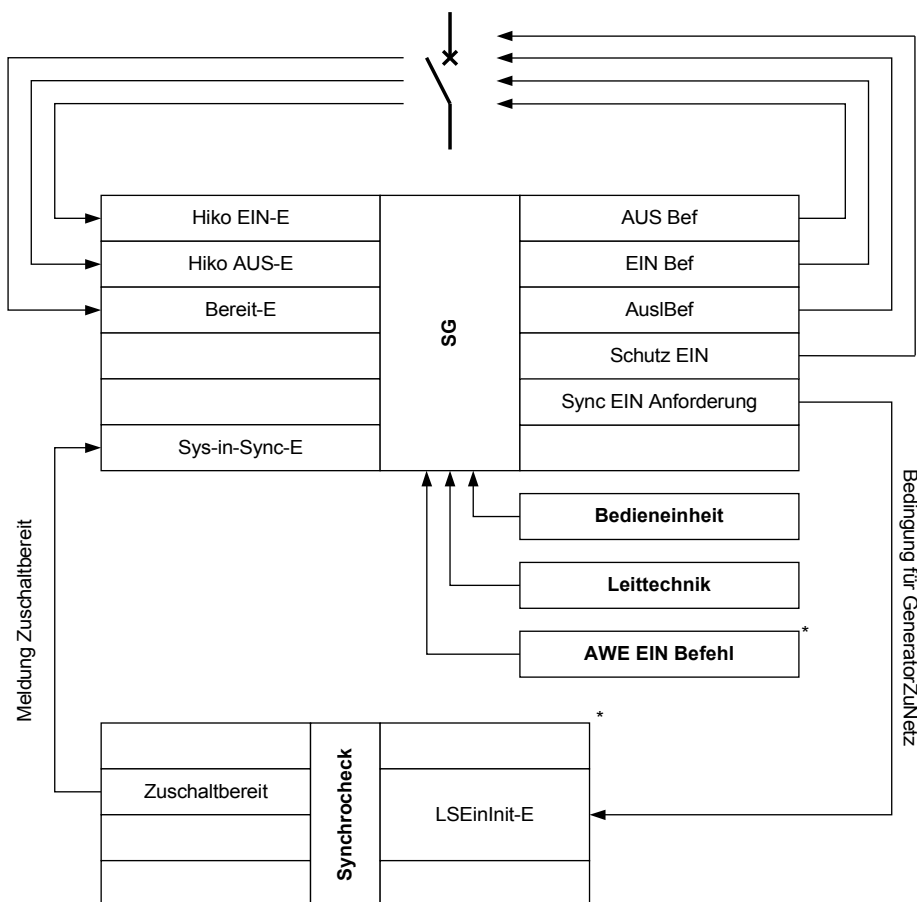 Hiko EIN-E
AUS Bef
Hiko AUS-E
EIN Bef
Bereit-E
AuslBef
SG
Schutz EIN
Sync EIN Anforderung
Sys-in-Sync-E
Bedieneinheit
Leittechnik
AWE EIN Befehl
*
Meldung Zuschaltbereit
Bedingung für GeneratorZuNetz
*
Zuschaltbereit
Synchrocheck
LSEinInit-E